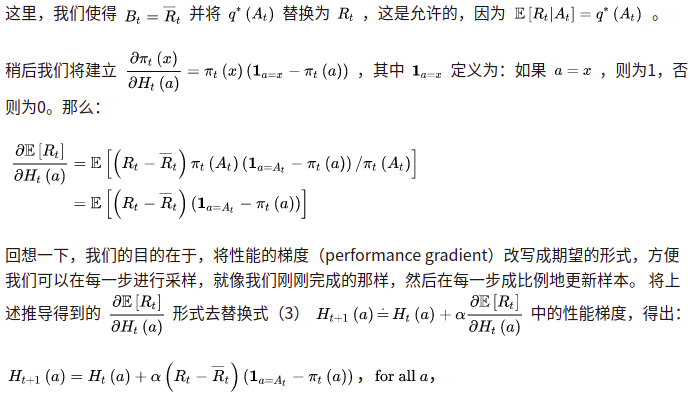 这里，我们使得 $B_t = \overline{R}_t$ 并将 $q^*(A_t)$ 替换为 $R_t$ ，这是允许的，因为 $\mathbb{E}[R_t|A_t] = q^*(A_t)$ 。
稍后我们将建立 $\frac{\partial \pi_t(x)}{\partial H_t(a)} = \pi_t(x)(\mathbf{1}_{a=x} - \pi_t(a))$ ，其中 $\mathbf{1}_{a=x}$ 定义为：如果 $a = x$ ，则为1，否
则为0。那么：
$\frac{\partial \mathbb{E}[R_t]}{\partial H_t(a)} = \mathbb{E}\left[\left(R_t - \overline{R}_t\right)\pi_t(A_t)(\mathbf{1}_{a=A_t} - \pi_t(a))/\pi_t(A_t)\right]$
$= \mathbb{E}\left[\left(R_t - \overline{R}_t\right)(\mathbf{1}_{a=A_t} - \pi_t(a))\right]$
回想一下，我们的目的在于，将性能的梯度（performance gradient）改写成期望的形式，方便
我们可以在每一步进行采样，就像我们刚刚完成的那样，然后在每一步成比例地更新样本。 将上
述推导得到的 $\frac{\partial \mathbb{E}[R_t]}{\partial H_t(a)}$ 形式去替换式（3） $H_{t+1}(a) \doteq H_t(a) + \alpha \frac{\partial \mathbb{E}[R_t]}{\partial H_t(a)}$ 中的性能梯度，得出：
$H_{t+1}(a) = H_t(a) + \alpha\left(R_t - \overline{R}_t\right)(\mathbf{1}_{a=A_t} - \pi_t(a))$ ，for all $a$，